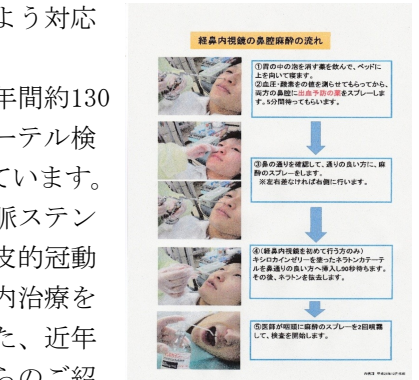 よう対応
年間約130
ーテル検
ています。
脈ステン
皮的冠動
内治療を
た、近年
らのご紹
経鼻内視鏡の鼻腔麻酔の流れ
①胃の中の泡を消す薬を飲んで、ベッドに
上を向いて寝ます。
②血圧・酸素をの値を測らせてもらってから、
両方の鼻腔に出血予防の薬をスプレーしま
す。5分間待ってもらいます。
③鼻の通りを確認して、通りの良い方に、麻
酔のスプレーをします。
※左右差なければ右側に行います。
④(経鼻内視鏡を初めて行う方のみ)
キシロカインゼリーを使ったネラトンカテーテ
ルを鼻通りの良い方へ挿入し90秒待ちます。
その後、ネラトンを抜去します。
⑤医師が咽頭に麻酔のスプレーを2回噴霧
して、検査を開始します。